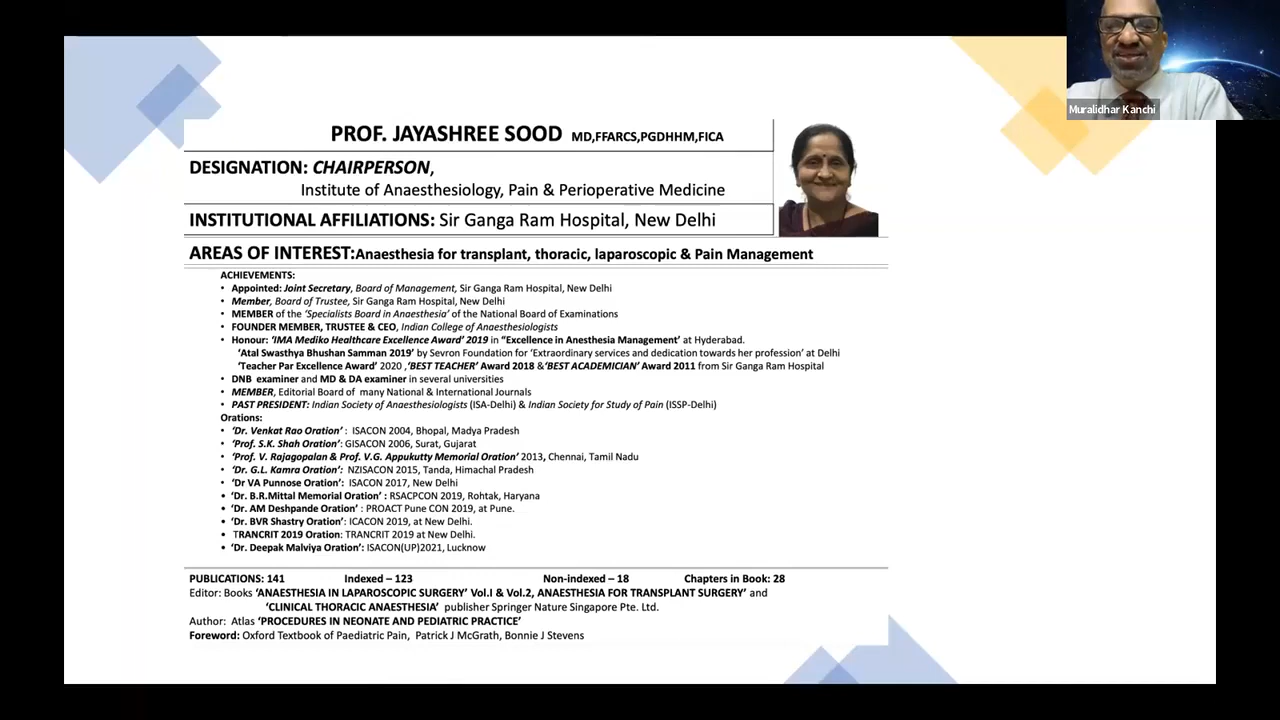 Muralidhar Kanchi
PROF. JAYASHREE SOOD MD,FFARCS,PGDHHM,FICA
DESIGNATION: CHAIRPERSON,
Institute of Anaesthesiology, Pain & Perioperative Medicine
INSTITUTIONAL AFFILIATIONS: Sir Ganga Ram Hospital, New Delhi
AREAS OF INTEREST:Anaesthesia for transplant, thoracic, laparoscopic & Pain Management
ACHIEVEMENTS:
• Appointed: Joint Secretary, Board of Management, Sir Ganga Ram Hospital, New Delhi
• Member, Board of Trustee, Sir Ganga Ram Hospital, New Delhi
• MEMBER of the ‘Specialists Board in Anaesthesia’ of the National Board of Examinations
• FOUNDER MEMBER, TRUSTEE & CEO, Indian College of Anaesthesiologists
• Honour: ‘IMA Mediko Healthcare Excellence Award’ 2019 in “Excellence in Anesthesia Management’ at Hyderabad.
‘Atal Swasthya Bhushan Samman 2019’ by Sevron Foundation for ‘Extraordinary services and dedication towards her profession’ at Delhi
‘Teacher Par Excellence Award’ 2020 ,‘BEST TEACHER’ Award 2018 &‘BEST ACADEMICIAN’ Award 2011 from Sir Ganga Ram Hospital
• DNB examiner and MD & DA examiner in several universities
• MEMBER, Editorial Board of many National & International Journals
• PAST PRESIDENT: Indian Society of Anaesthesiologists (ISA-Delhi) & Indian Society for Study of Pain (ISSP-Delhi)
Orations:
• ‘Dr. Venkat Rao Oration’ : ISACON 2004, Bhopal, Madya Pradesh
• ‘Prof. S.K. Shah Oration’: GISACON 2006, Surat, Gujarat
• ‘Prof. V. Rajagopalan & Prof. V.G. Appukutty Memorial Oration’ 2013, Chennai, Tamil Nadu
• ‘Dr. G.L. Kamra Oration’: NZISACON 2015, Tanda, Himachal Pradesh
• ‘Dr VA Punnose Oration’: ISACON 2017, New Delhi
• ‘Dr. B.R.Mittal Memorial Oration’ : RSACPCON 2019, Rohtak, Haryana
• ‘Dr. AM Deshpande Oration’ : PROACT Pune CON 2019, at Pune.
• ‘Dr. BVR Shastry Oration’: ICACON 2019, at New Delhi.
• TRANCRIT 2019 Oration: TRANCRIT 2019 at New Delhi.
• ‘Dr. Deepak Malviya Oration’: ISACON(UP)2021, Lucknow
PUBLICATIONS: 141 Indexed – 123 Non-indexed – 18 Chapters in Book: 28
Editor: Books ‘ANAESTHESIA IN LAPAROSCOPIC SURGERY’ Vol.I & Vol.2, ANAESTHESIA FOR TRANSPLANT SURGERY’ and
‘CLINICAL THORACIC ANAESTHESIA’ publisher Springer Nature Singapore Pte. Ltd.
Author: Atlas ‘PROCEDURES IN NEONATE AND PEDIATRIC PRACTICE’
Foreword: Oxford Textbook of Paediatric Pain, Patrick J McGrath, Bonnie J Stevens